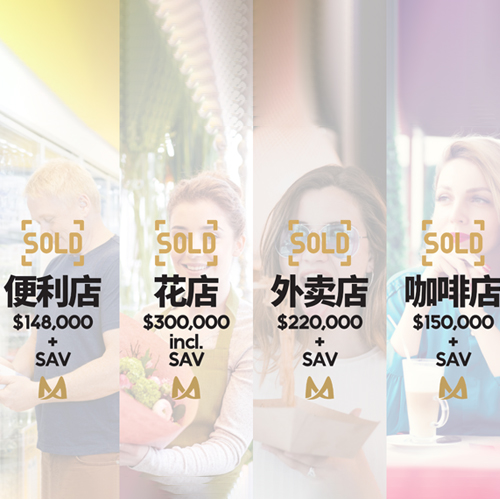 SOLD
便利店
$148,000
+
SAV
SOLD
花店
$300,000
incl.
SAV
SOLD
外卖店
$220,000
+
SAV
SOLD
咖啡店
$150,000
+
SAV